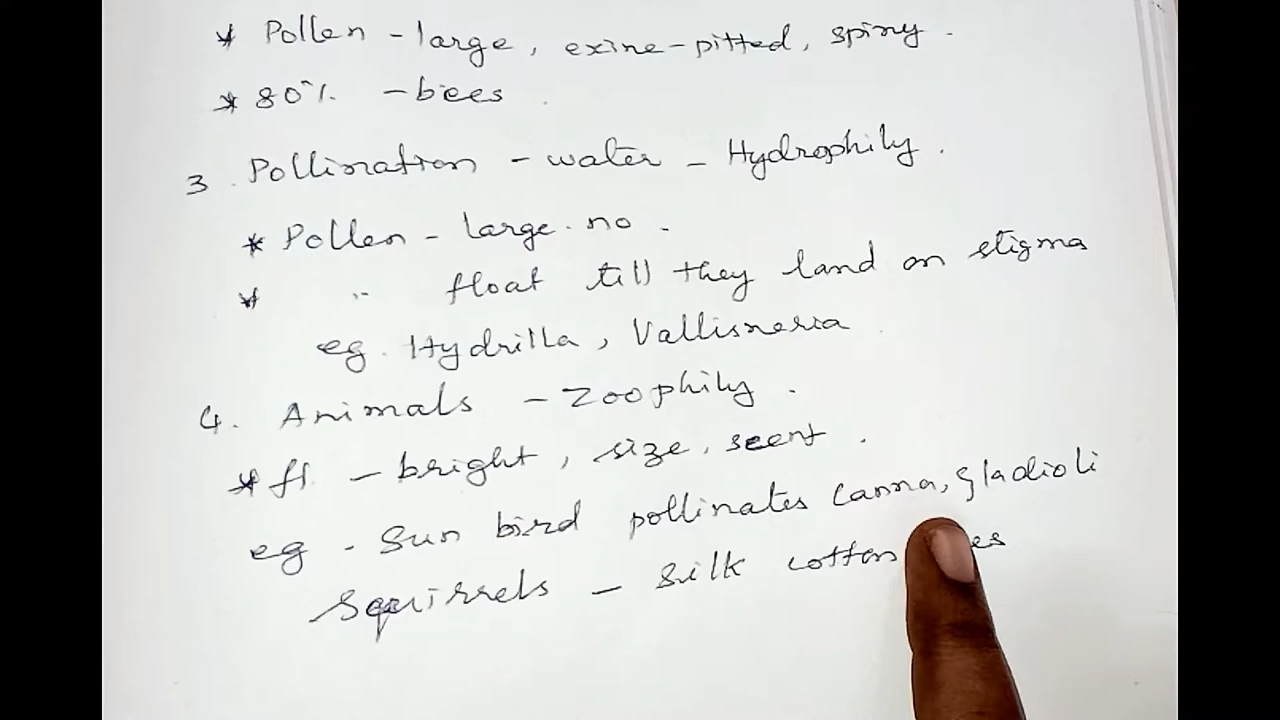 * Pollen - large, exine-pitted, spiny.
* 80% - bees
3. Pollination - water - Hydrophily.
* Pollen - large. no.
* " float till they land on stigma
eg. Hydrilla, Vallisneria
4. Animals - Zoophily.
* fl - bright, size, scent.
eg. Sun bird pollinates Canna, gladioli
Squirrels - Silk cotton